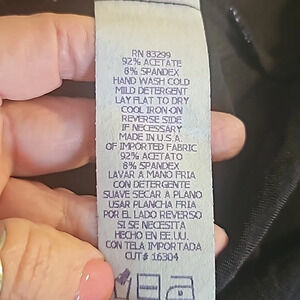 RN 83299
92% ACETATE
8% SPANDEX
HAND WASH COLD
MILD DETERGENT
LAY FLAT TO DRY
COOL IRON-ON
REVERSE SIDE
IF NECESSARY
MADE IN U.S.A.
OF IMPORTED FABRIC
92% ACETATO
8% SPANDEX
LAVAR A MANO FRIA
CON DETERGENTE
SUAVE SECAR A PLANO
USAR PLANCHA FRIA
POR EL LADO REVERSO
SI SE NECESITA
HECHO EN EE.UU.
CON TELA IMPORTADA
CUT# 16304